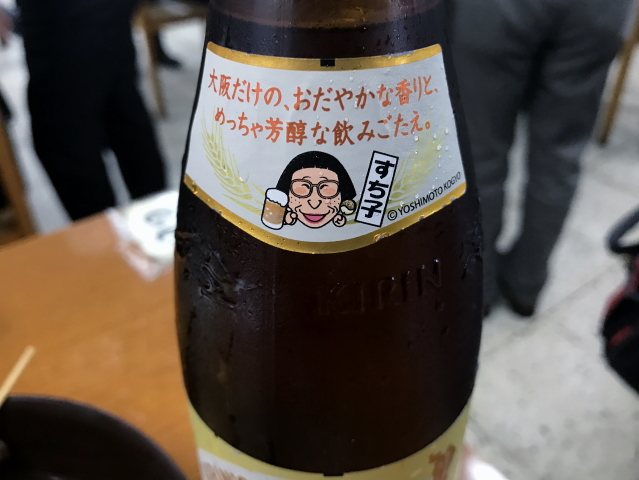 大阪だけの、おだやかな香りと、
めっちゃ芳醇な飲みごたえ。
すち子
© YOSHIMOTO KOGYO
KIRIN